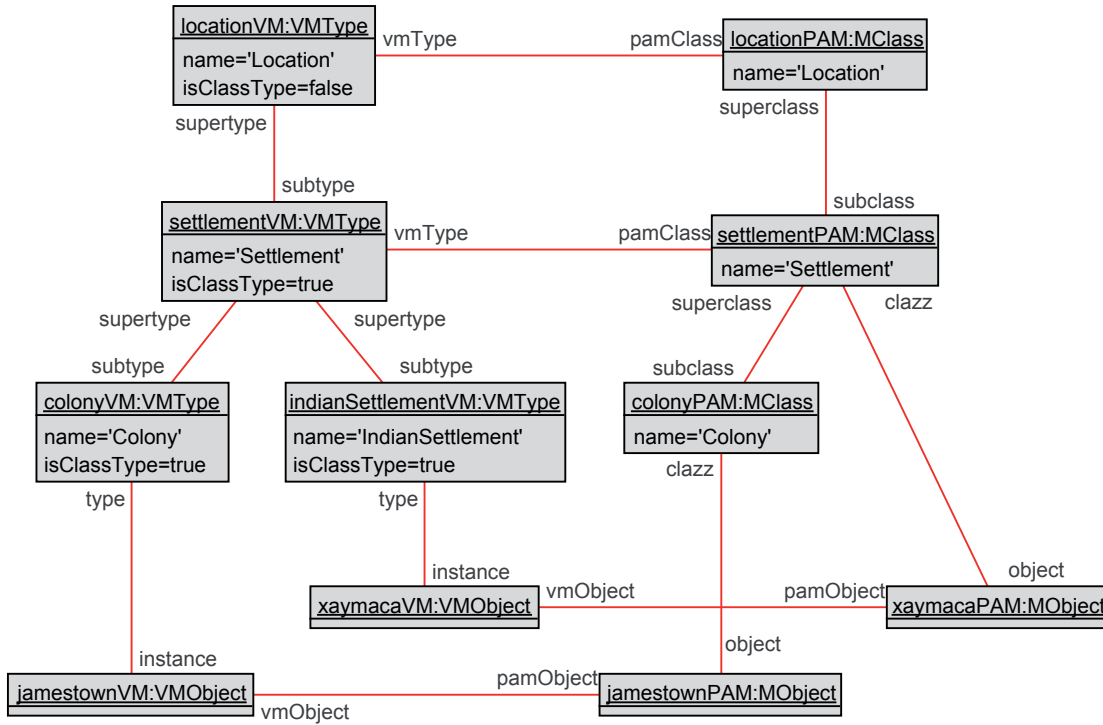 locationVM:VMType
name='Location'
isClassType=false
vmType
pamClass
locationPAM:MClass
name='Location'
supertype
superclass
subtype
subclass
settlementVM:VMType
name='Settlement'
isClassType=true
vmType
pamClass
settlementPAM:MClass
name='Settlement'
supertype
supertype
superclass
clazz
subtype
subtype
subclass
colonyVM:VMType
name='Colony'
isClassType=true
indianSettlementVM:VMType
name='IndianSettlement'
isClassType=true
colonyPAM:MClass
name='Colony'
type
type
clazz
instance
object
xaymacaVM:VMObject
vmObject
pamObject
xaymacaPAM:MObject
instance
object
jamestownVM:VMObject
vmObject
pamObject
jamestownPAM:MObject